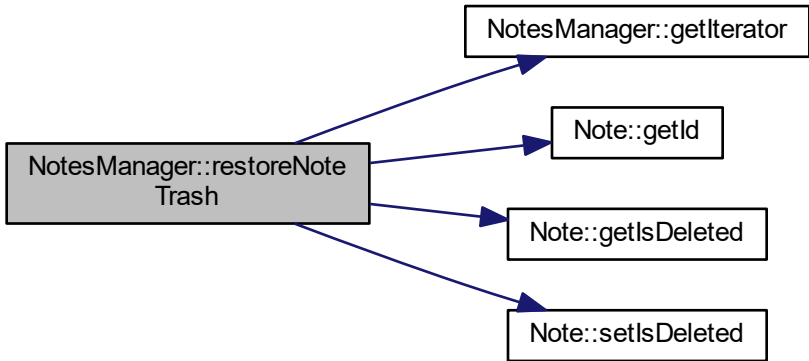 NotesManager::getIterator
Note::getId
NotesManager::restoreNote
Trash
Note::getIsDeleted
Note::setIsDeleted